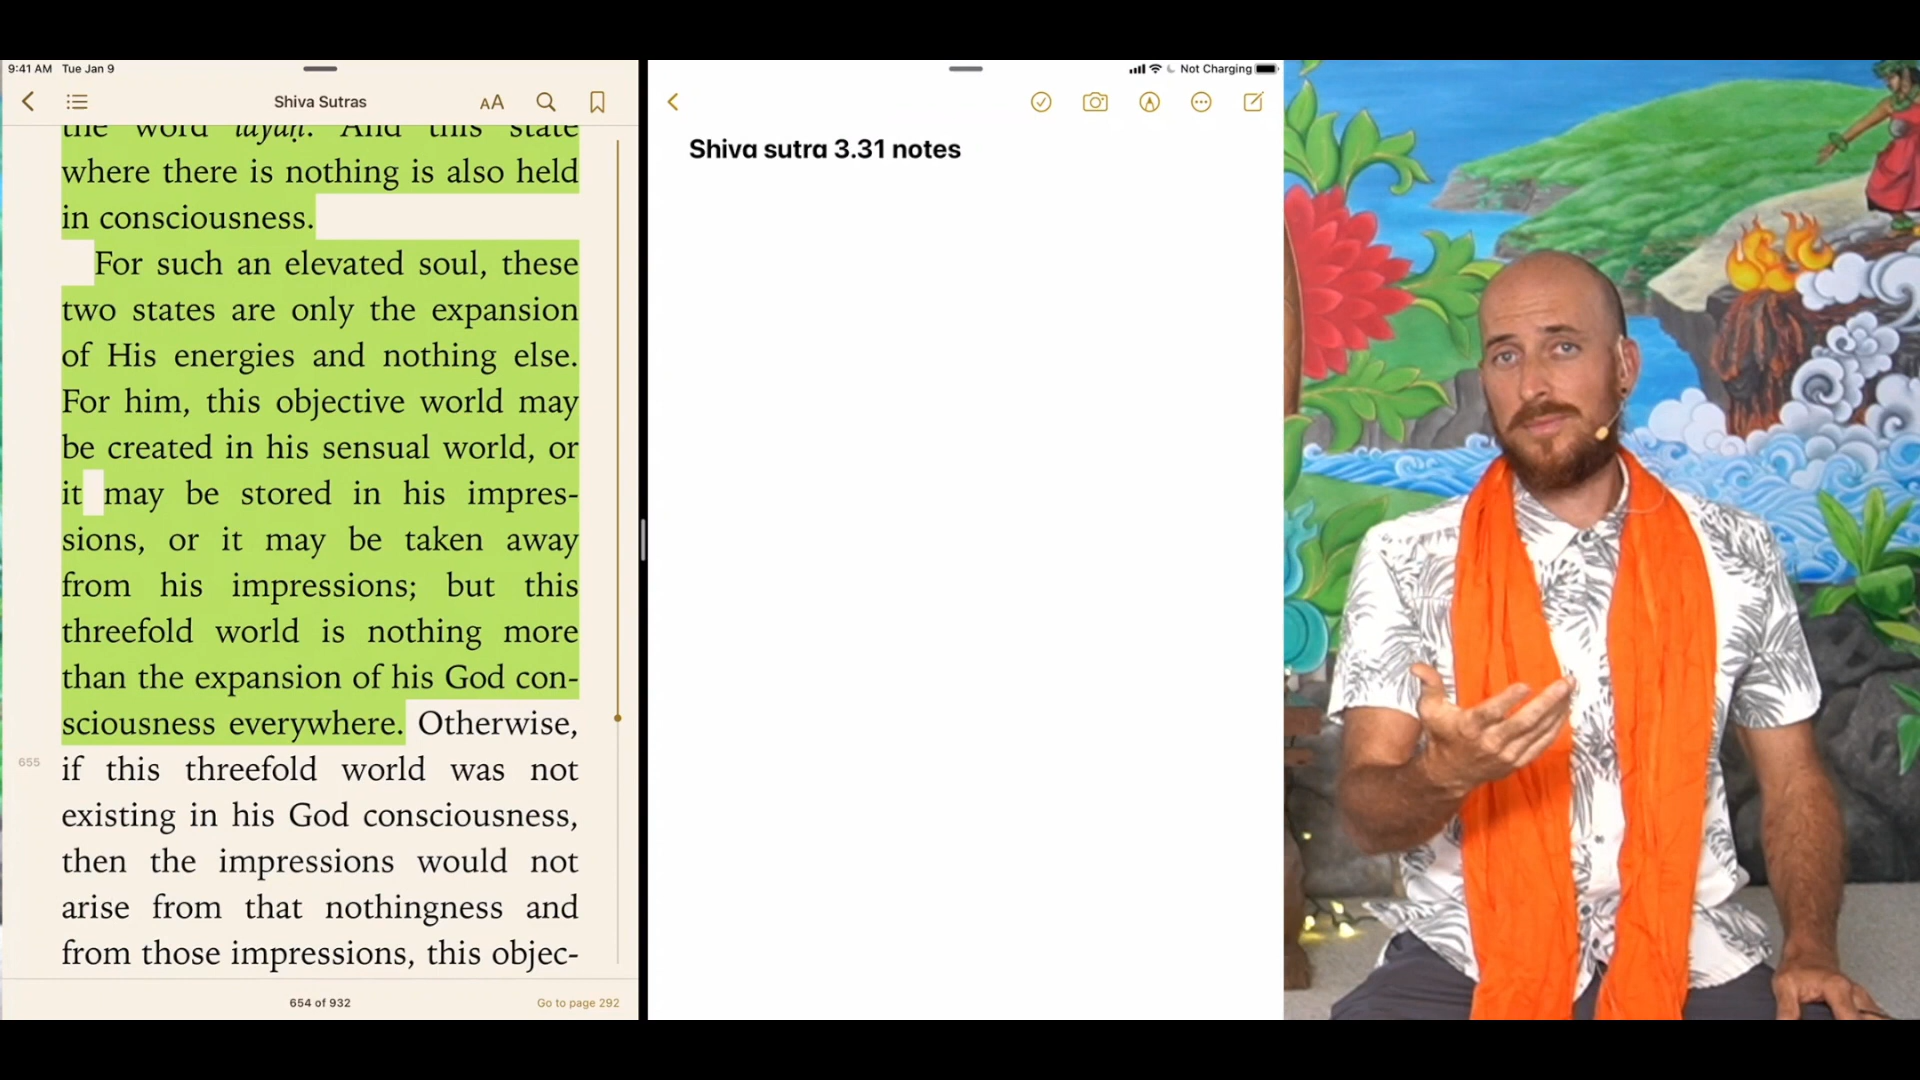 9:41 AM Tue Jan 9
Shiva Sutras
AA
the word layaḥ. And this state
where there is nothing is also held
in consciousness.
For such an elevated soul, these
two states are only the expansion
of His energies and nothing else.
For him, this objective world may
be created in his sensual world, or
it may be stored in his impres-
sions, or it may be taken away
from his impressions; but this
threefold world is nothing more
than the expansion of his God con-
sciousness everywhere. Otherwise,
655
if this threefold world was not
existing in his God consciousness,
then the impressions would not
arise from that nothingness and
from those impressions, this objec-
654 of 932
Go to page 292
Not Charging
Shiva sutra 3.31 notes